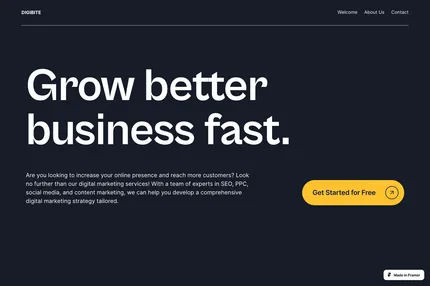 DIGIBITE
Welcome About Us Contact
Grow better
business fast.
Are you looking to increase your online presence and reach more customers? Look
no further than our digital marketing services! With a team of experts in SEO, PPC,
social media, and content marketing, we can help you develop a comprehensive
digital marketing strategy tailored.
Get Started for Free
Made in Framer